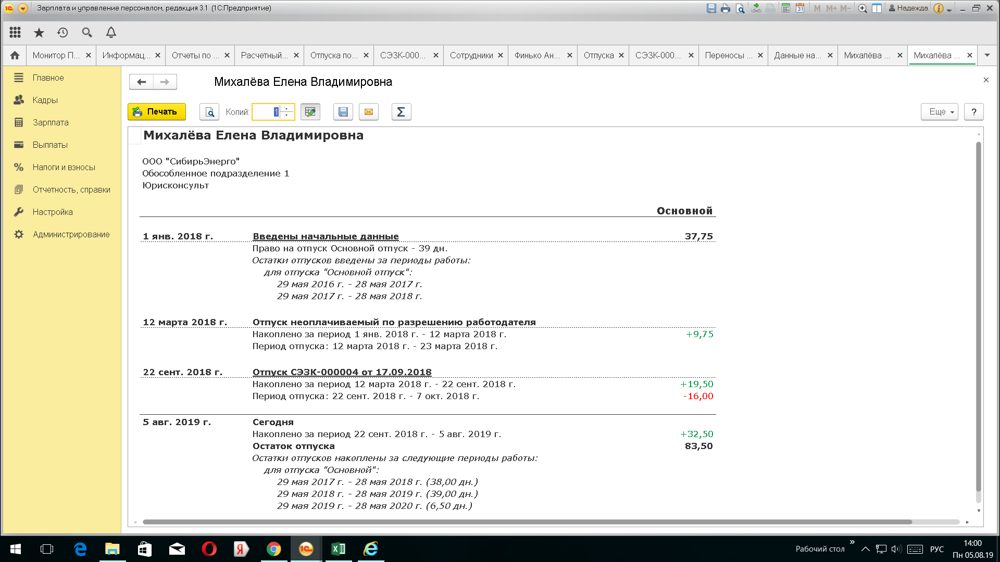 Зарплата и управление персоналом, редакция 3.1 (1С:Предприятие)
31
M M+ M-
Надежда
Монитор П...
Информац...
Отчеты по ...
Расчетный...
Отпуска по...
СЭЗК-000...
Сотрудники
Финько Ан...
Отпуска
СЭЗК-000...
Переносы ...
Данные на...
Михалёва ...
Михалёва ...
Главное
Кадры
Зарплата
Выплаты
Налоги и взносы
Отчетность, справки
Настройка
Администрирование
Михалёва Елена Владимировна
Печать
Копий:
1
Σ
Еще
?
Михалёва Елена Владимировна
ООО "СибирьЭнерго"
Обособленное подразделение 1
Юрисконсульт
Основной
1 янв. 2018 г. Введены начальные данные 37,75
Право на отпуск Основной отпуск - 39 дн.
Остатки отпусков введены за периоды работы:
для отпуска "Основной отпуск":
29 мая 2016 г. - 28 мая 2017 г.
29 мая 2017 г. - 28 мая 2018 г.
12 марта 2018 г. Отпуск неоплачиваемый по разрешению работодателя
Накоплено за период 1 янв. 2018 г. - 12 марта 2018 г. +9,75
Период отпуска: 12 марта 2018 г. - 23 марта 2018 г.
22 сент. 2018 г. Отпуск СЭЗК-000004 от 17.09.2018
Накоплено за период 12 марта 2018 г. - 22 сент. 2018 г. +19,50
Период отпуска: 22 сент. 2018 г. - 7 окт. 2018 г. -16,00
5 авг. 2019 г. Сегодня
Накоплено за период 22 сент. 2018 г. - 5 авг. 2019 г. +32,50
Остаток отпуска 83,50
Остатки отпусков накоплены за следующие периоды работы:
для отпуска "Основной":
29 мая 2017 г. - 28 мая 2018 г. (38,00 дн.)
29 мая 2018 г. - 28 мая 2019 г. (39,00 дн.)
29 мая 2019 г. - 28 мая 2020 г. (6,50 дн.)
Рабочий стол
РУС
14:00
Пн 05.08.19